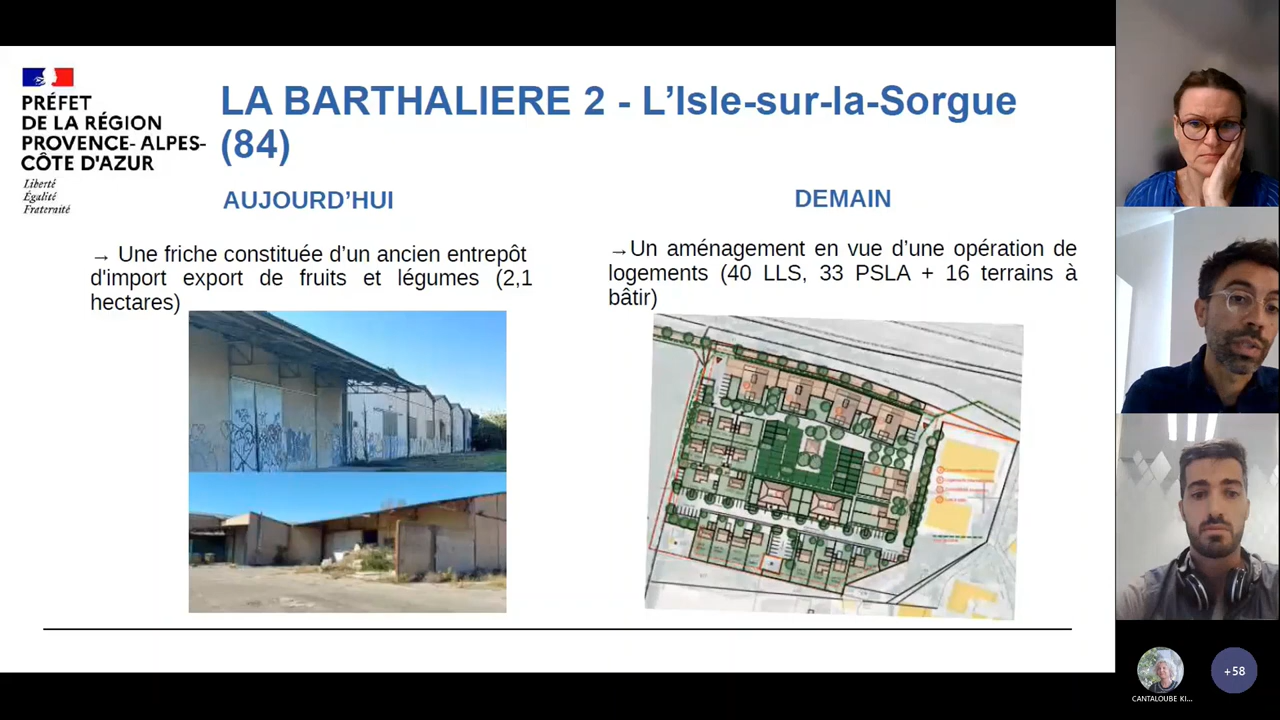 PRÉFET
DE LA RÉGION
PROVENCE- ALPES-
CÔTE D'AZUR
Liberté
Égalité
Fraternité
LA BARTHALIERE 2 - L’Isle-sur-la-Sorgue
(84)
AUJOURD’HUI
→ Une friche constituée d’un ancien entrepôt
d'import export de fruits et légumes (2,1
hectares)
DEMAIN
→Un aménagement en vue d’une opération de
logements (40 LLS, 33 PSLA + 16 terrains à
bâtir)
CANTALOUBE KI...
+58